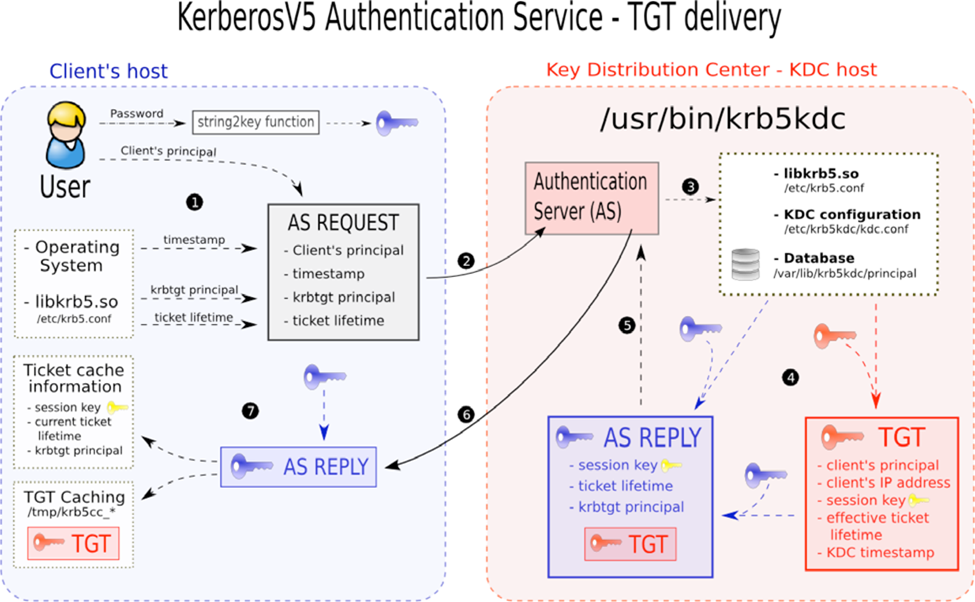 KerberosV5 Authentication Service - TGT delivery
Client's host
Password
string2key function
Client's principal
User
1
- Operating
System
- libkrb5.so
/etc/krb5.conf
timestamp
krbtgt principal
ticket lifetime
AS REQUEST
- Client's principal
- timestamp
- krbtgt principal
- ticket lifetime
2
Ticket cache
information
- session key
- current ticket
lifetime
- krbtgt principal
7
AS REPLY
6
TGT Caching
/tmp/krb5cc_*
TGT
Key Distribution Center - KDC host
/usr/bin/krb5kdc
Authentication
Server (AS)
3
- libkrb5.so
/etc/krb5.conf
- KDC configuration
/etc/krb5kdc/kdc.conf
- Database
/var/lib/krb5kdc/principal
5
4
AS REPLY
- session key
- ticket lifetime
- krbtgt principal
TGT
TGT
- client's principal
- client's IP address
- session key
- effective ticket
lifetime
- KDC timestamp